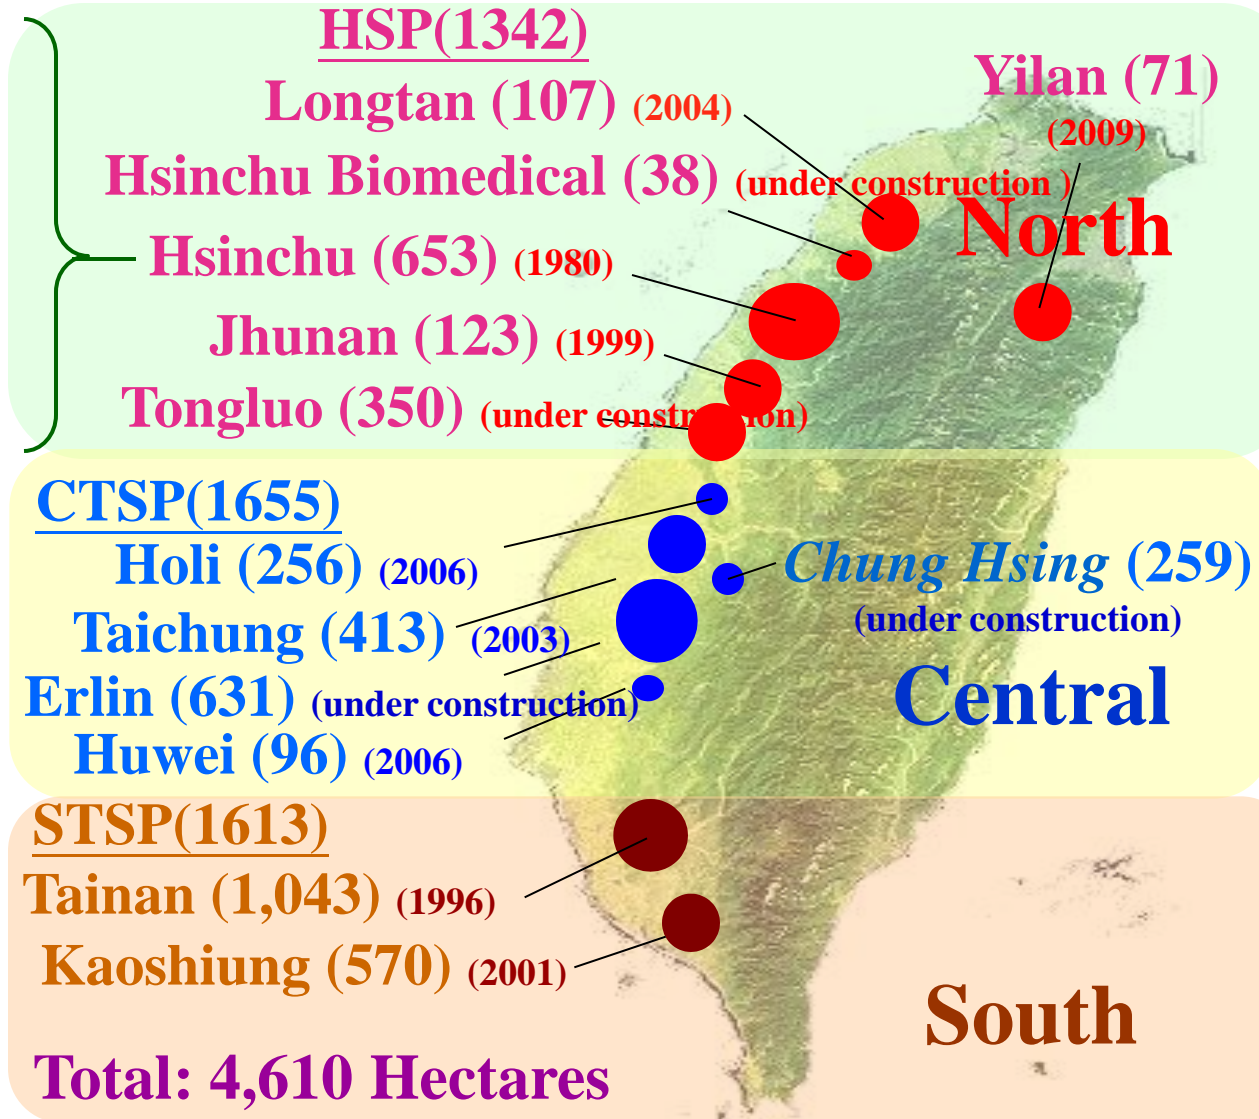 HSP(1342)
Longtan (107) (2004)
Yilan (71)
(2009)
Hsinchu Biomedical (38) (under construction )
North
Hsinchu (653) (1980)
Jhunan (123) (1999)
Tongluo (350) (under construction)
CTSP(1655)
Holi (256) (2006)
Chung Hsing (259)
(under construction)
Taichung (413) (2003)
Erlin (631) (under construction)
Central
Huwei (96) (2006)
STSP(1613)
Tainan (1,043) (1996)
Kaoshiung (570) (2001)
South
Total: 4,610 Hectares